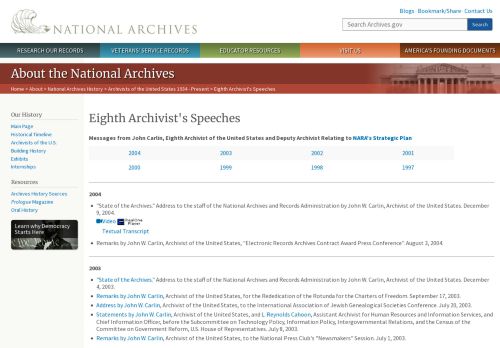 Blogs · Bookmark/Share · Contact Us
NATIONAL ARCHIVES
Search Archives.gov
Search
RESEARCH OUR RECORDS
VETERANS' SERVICE RECORDS
EDUCATOR RESOURCES
VISIT US
AMERICA'S FOUNDING DOCUMENTS
About the National Archives
Home > About > National Archives History > Archivists of the United States 1934 - Present > Eighth Archivist's Speeches
Our History
Main Page
Historical Timeline
Archivists of the U.S.
Building History
Exhibits
Internships
Resources
Archives History Sources
Prologue Magazine
Oral History
Learn why Democracy
Starts Here
Eighth Archivist's Speeches
Messages from John Carlin, Eighth Archivist of the United States and Deputy Archivist Relating to NARA's Strategic Plan
2004 2003 2002 2001
2000 1999 1998 1997
2004
"State of the Archives." Address to the staff of the National Archives and Records Administration by John W. Carlin, Archivist of the United States. December
9, 2004.
Video
Textual Transcript
Remarks by John W. Carlin, Archivist of the United States, "Electronic Records Archives Contract Award Press Conference". August 3, 2004.
2003
"State of the Archives." Address to the staff of the National Archives and Records Administration by John W. Carlin, Archivist of the United States. December
4, 2003.
Remarks by John W. Carlin, Archivist of the United States, for the Rededication of the Rotunda for the Charters of Freedom. September 17, 2003.
Address by John W. Carlin, Archivist of the United States, to the International Association of Jewish Genealogical Societies Conference. July 20, 2003.
Statements by John W. Carlin, Archivist of the United States, and L. Reynolds Cahoon, Assistant Archivist for Human Resources and Information Services, and
Chief Information Officer, before the Subcommittee on Technology Policy, Information Policy, Intergovernmental Relations, and the Census of the
Committee on Government Reform, U.S. House of Representatives. July 8, 2003.
Remarks by John W. Carlin, Archivist of the United States, to the National Press Club's "Newsmakers" Session. July 1, 2003.